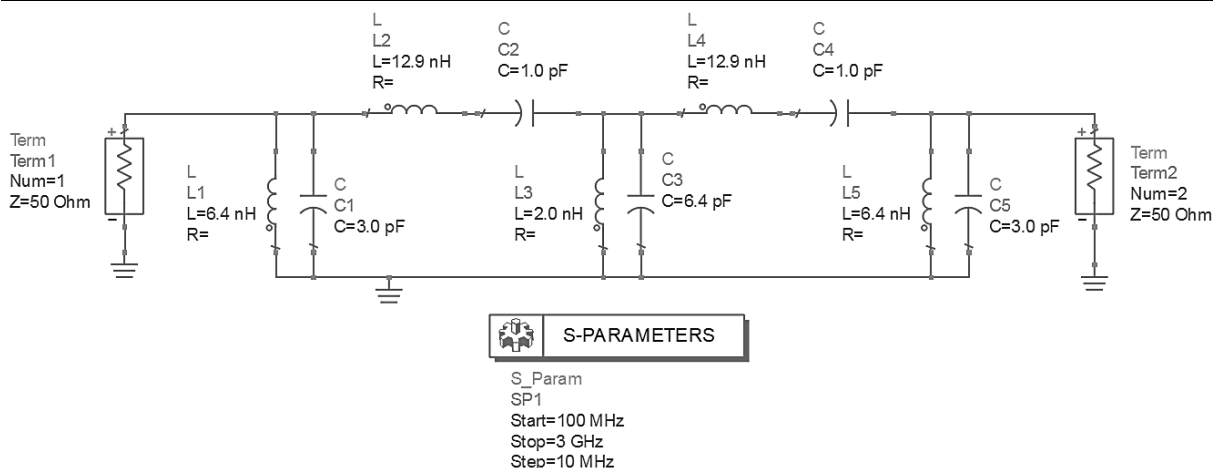 L
L2
L=12.9 nH
R=
C
C2
C=1.0 pF
L
L4
L=12.9 nH
R=
C
C4
C=1.0 pF
+
Term
Term1
Num=1
Z=50 Ohm
-
L
L1
L=6.4 nH
R=
C
C1
C=3.0 pF
L
L3
L=2.0 nH
R=
C
C3
C=6.4 pF
L
L5
L=6.4 nH
R=
C
C5
C=3.0 pF
+
Term
Term2
Num=2
Z=50 Ohm
-
S-PARAMETERS
S_Param
SP1
Start=100 MHz
Stop=3 GHz
Step=10 MHz